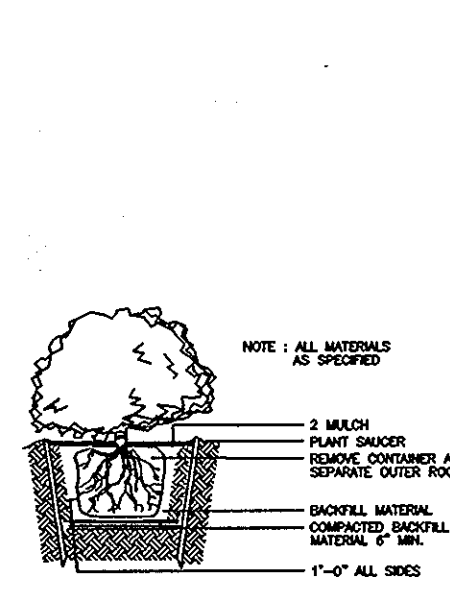 NOTE : ALL MATERIALS
AS SPECIFIED
2 MULCH
PLANT SAUCER
REMOVE CONTAINER
SEPARATE OUTER
BACKFILL MATERIAL
COMPACTED BACKFILL
MATERIAL 6" MIN.
1'-0" ALL SIDES